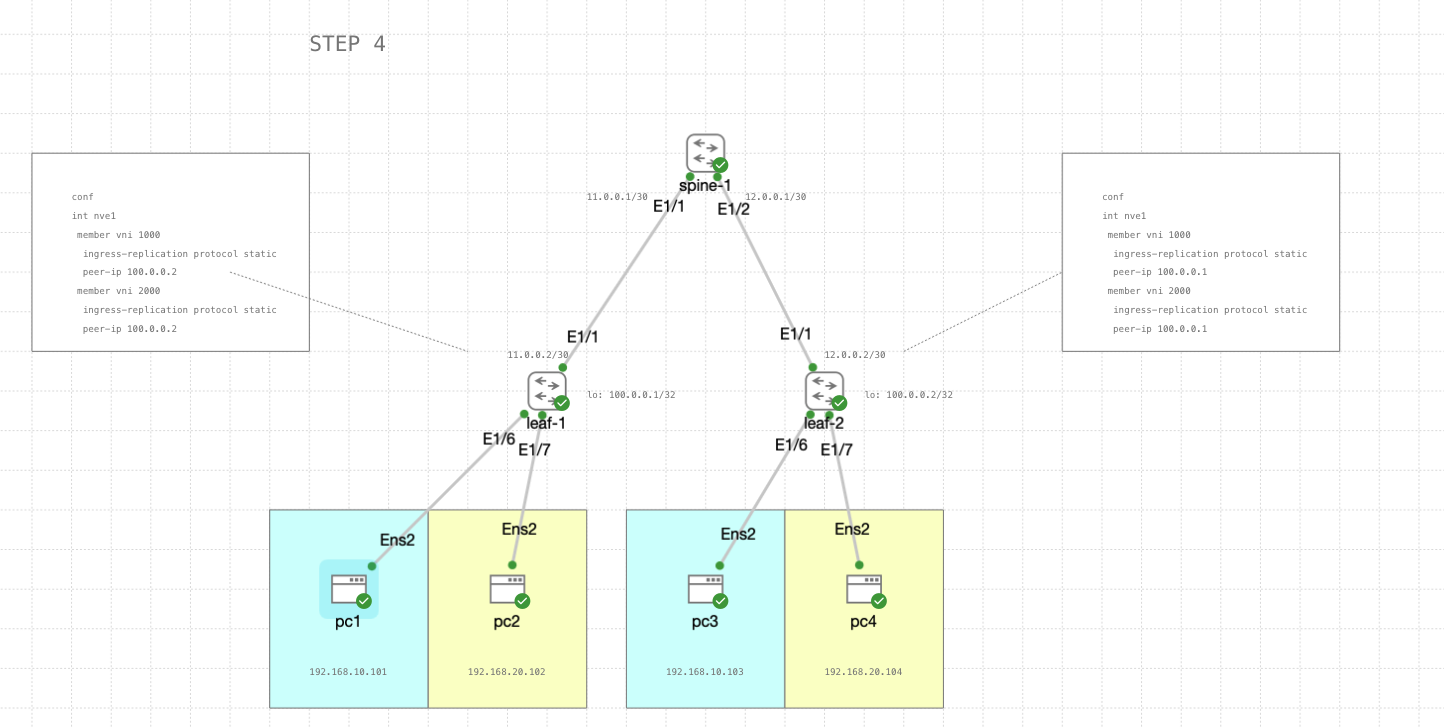 STEP 4
spine-1
11.0.0.1/30
12.0.0.1/30
E1/1
E1/2
conf
int nve1
member vni 1000
ingress-replication protocol static
peer-ip 100.0.0.2
member vni 2000
ingress-replication protocol static
peer-ip 100.0.0.2
conf
int nve1
member vni 1000
ingress-replication protocol static
peer-ip 100.0.0.1
member vni 2000
ingress-replication protocol static
peer-ip 100.0.0.1
E1/1
E1/1
11.0.0.2/30
12.0.0.2/30
lo: 100.0.0.1/32
lo: 100.0.0.2/32
leaf-1
leaf-2
E1/6
E1/7
E1/6
E1/7
Ens2
Ens2
Ens2
Ens2
pc1
pc2
pc3
pc4
192.168.10.101
192.168.20.102
192.168.10.103
192.168.20.104